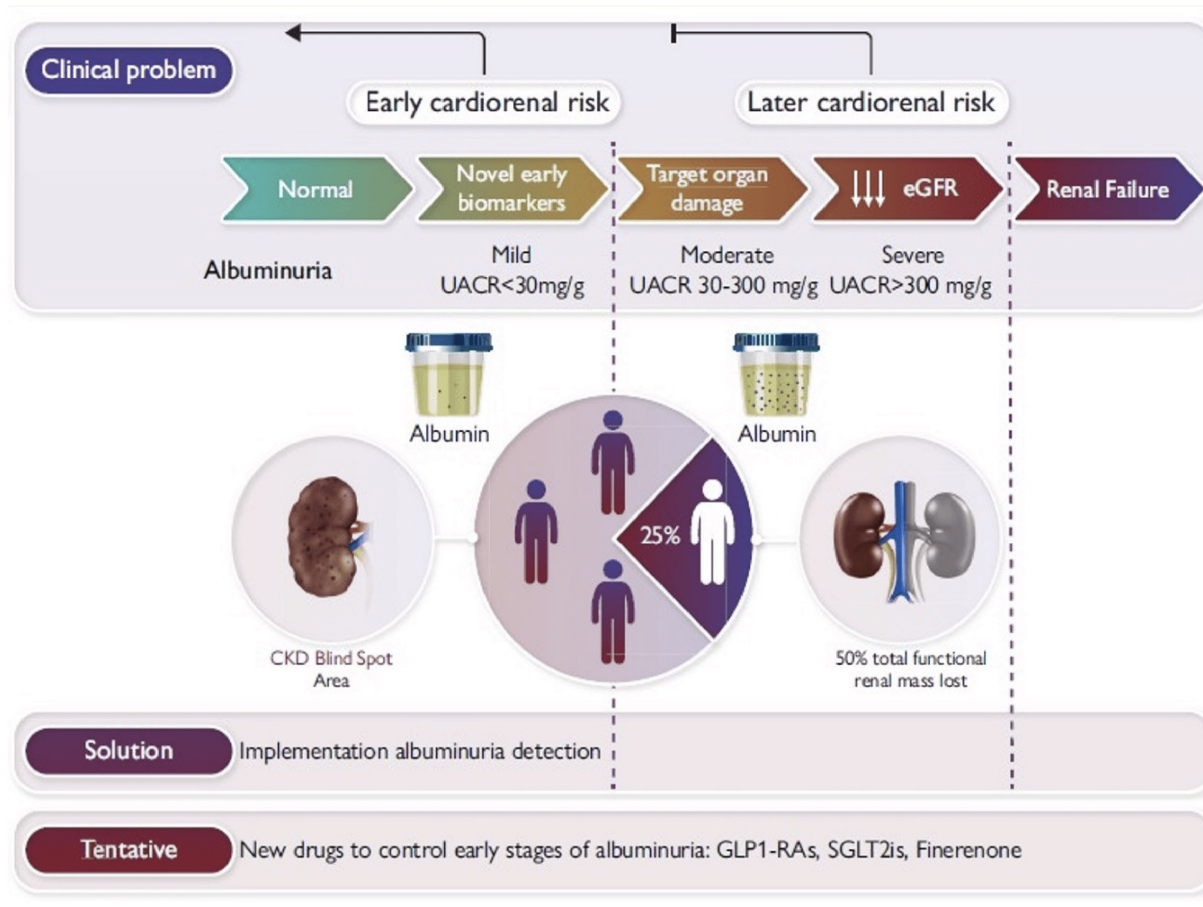 Clinical problem
Early cardiorenal risk
Later cardiorenal risk
Normal
Novel early
biomarkers
Target organ
damage
↓↓↓ eGFR
Renal Failure
Albuminuria
Mild
UACR<30mg/g
Moderate
UACR 30-300 mg/g
Severe
UACR>300 mg/g
Albumin
Albumin
25%
CKD Blind Spot
Area
50% total functional
renal mass lost
Solution
Implementation albuminuria detection
Tentative
New drugs to control early stages of albuminuria: GLP1-RAs, SGLT2is, Finerenone